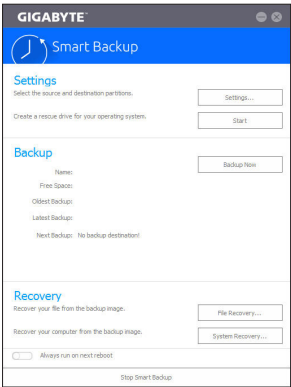 GIGABYTE™
Smart Backup
Settings
Select the source and destination partitions.
Settings...
Create a rescue drive for your operating system.
Start
Backup
Backup Now
Name:
Free Space:
Oldest Backup:
Latest Backup:
Next Backup: No backup destination!
Recovery
Recover your file from the backup image.
File Recovery...
Recover your computer from the backup image.
System Recovery...
Always run on next reboot
Stop Smart Backup